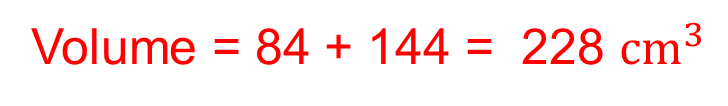 Volume = 84 + 144 = 228 cm³